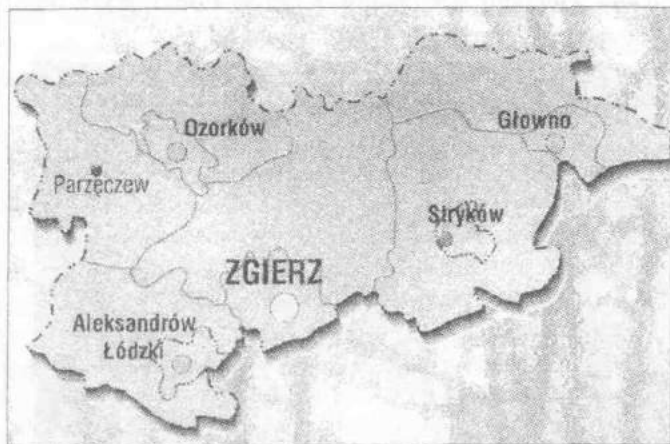 Ozorków
Głowno
Parzęczew
Stryków
ZGIERZ
Aleksandrów
Łódzki